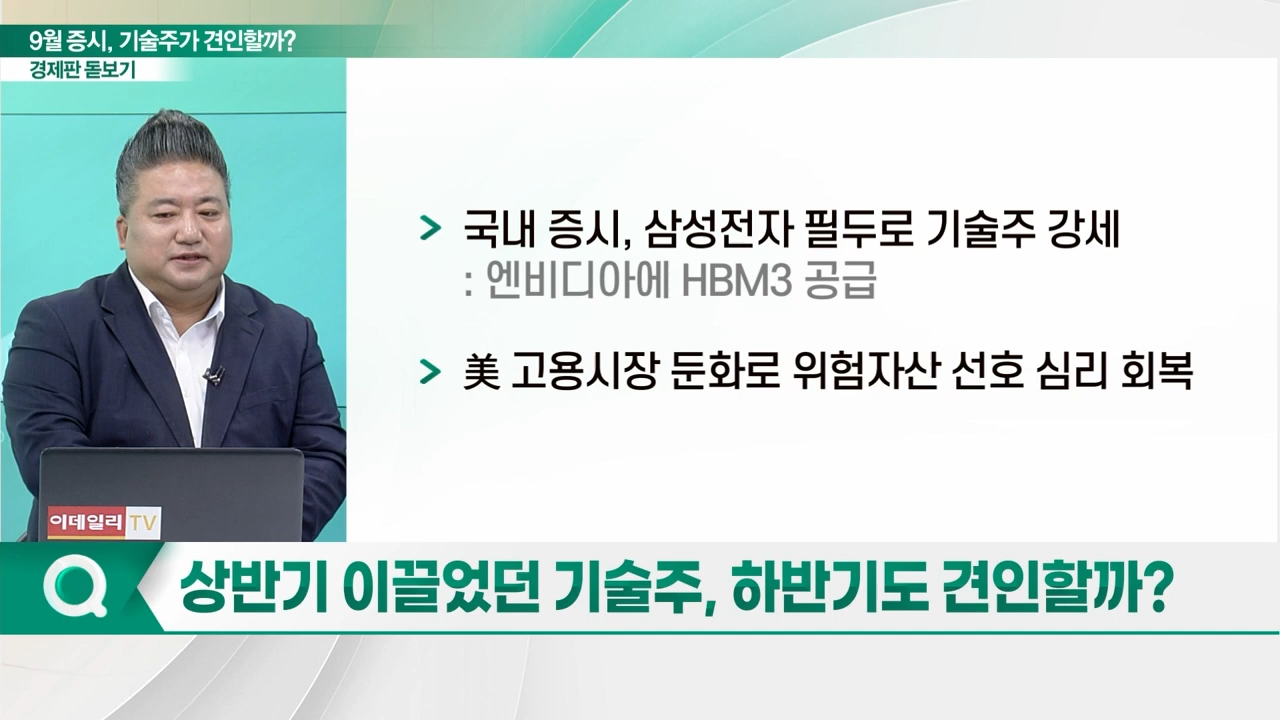 9월 증시, 기술주가 견인할까?
경제판 돋보기
> 국내 증시, 삼성전자 필두로 기술주 강세
: 엔비디아에 HBM3 공급
> 美 고용시장 둔화로 위험자산 선호 심리 회복
이데일리 TV
Q 상반기 이끌었던 기술주, 하반기도 견인할까?